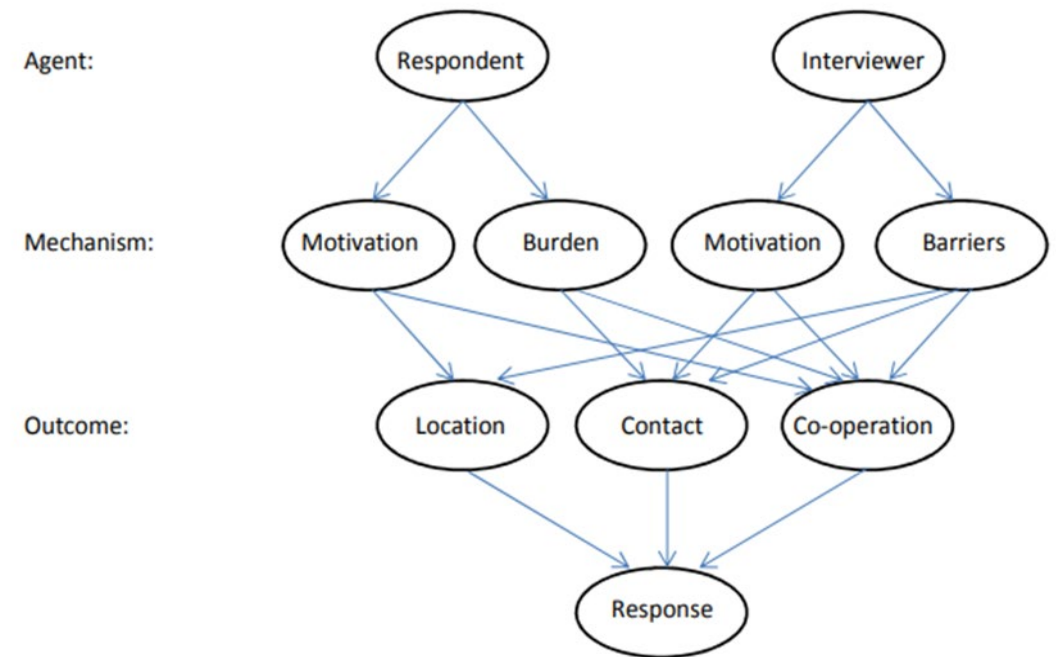 Agent:
Respondent
Interviewer
Mechanism:
Motivation
Burden
Motivation
Barriers
Outcome:
Location
Contact
Co-operation
Response